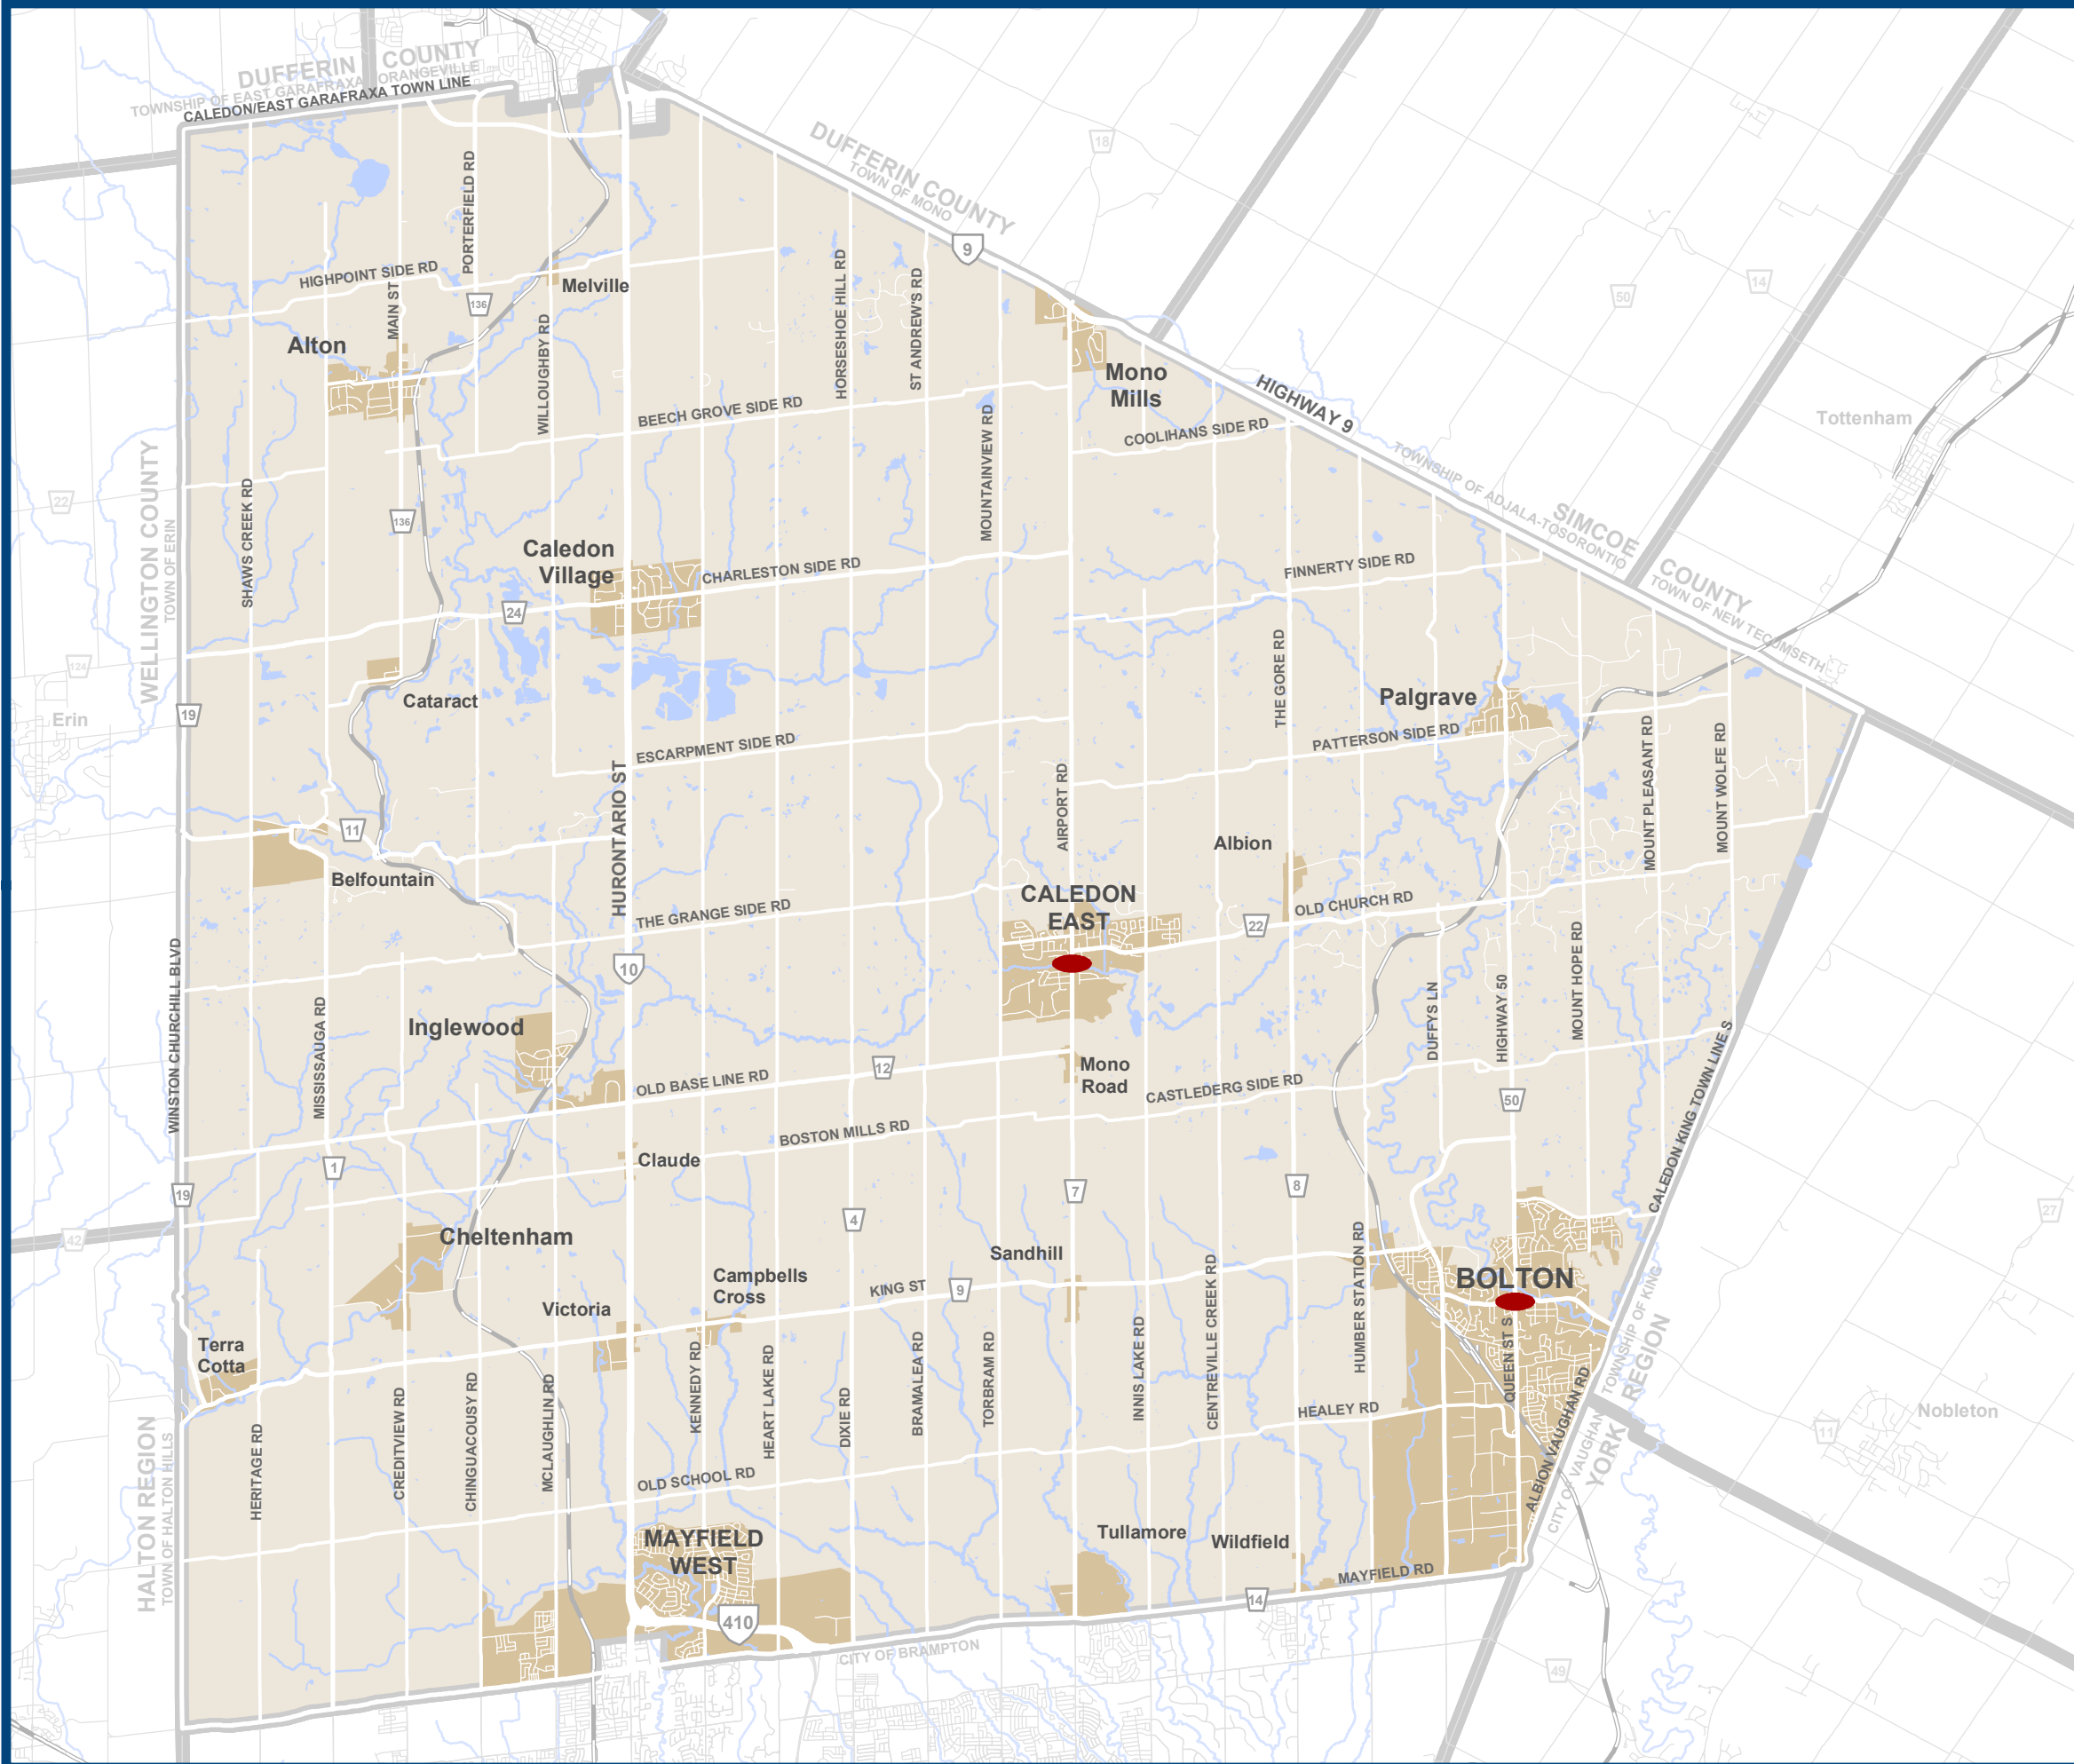 DUFFERIN COUNTY
TOWNSHIP OF EAST GARAFRAXA
ORANGEVILLE
CALEDON/EAST GARAFRAXA TOWN LINE
DUFFERIN COUNTY
TOWN OF MONO
18
9
PORTERFIELD RD
HIGHPOINT SIDE RD
MAIN ST
136
Melville
HORSESHOE HILL RD
ST ANDREW'S RD
50
14
Alton
WILLOUGHBY RD
Mono
Mills
HIGHWAY 9
Tottenham
BEECH GROVE SIDE RD
MOUNTAINVIEW RD
COOLIHANS SIDE RD
TOWNSHIP OF ADJALA-TOSORONTIO
SIMCOE COUNTY
TOWN OF NEW TECUMSETH
22
WELLINGTON COUNTY
TOWN OF ERIN
SHAWS CREEK RD
136
Caledon
Village
CHARLESTON SIDE RD
FINNERTY SIDE RD
24
124
Erin
19
Cataract
THE GORE RD
Palgrave
PATTERSON SIDE RD
ESCARPMENT SIDE RD
MOUNT PLEASANT RD
MOUNT WOLFE RD
HURONTARIO ST
AIRPORT RD
11
Belfountain
Albion
CALEDON
EAST
THE GRANGE SIDE RD
22
OLD CHURCH RD
10
WINSTON CHURCHILL BLVD
MISSISSAUGA RD
Inglewood
DUFFYS LN
HIGHWAY 50
MOUNT HOPE RD
OLD BASE LINE RD
12
Mono
Road
CASTLEDERG SIDE RD
50
CALEDON KING TOWN LINE S
BOSTON MILLS RD
Claude
1
19
7
8
4
42
27
Cheltenham
Sandhill
Campbells
Cross
KING ST
9
Victoria
CENTREVILLE CREEK RD
HUMBER STATION RD
BOLTON
TOWNSHIP OF KING
YORK REGION
CITY OF VAUGHAN
Terra
Cotta
KENNEDY RD
HEART LAKE RD
DIXIE RD
BRAMALEA RD
TORBRAM RD
INNIS LAKE RD
QUEEN ST S
ALBION VAUGHAN RD
HEALEY RD
Nobleton
11
HERITAGE RD
CREDITVIEW RD
CHINGUACOUSY RD
MCLAUGHLIN RD
OLD SCHOOL RD
HALTON REGION
TOWN OF HALTON HILLS
MAYFIELD
WEST
Tullamore
Wildfield
MAYFIELD RD
14
410
CITY OF BRAMPTON
49